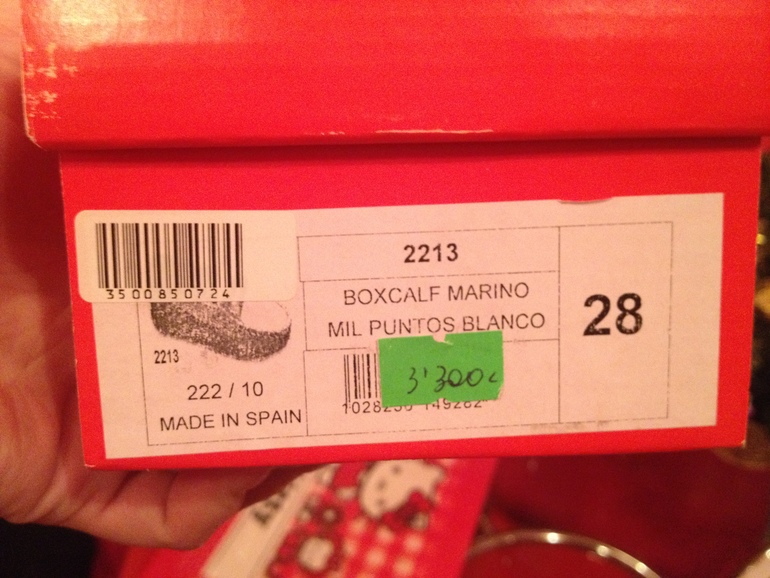 3500850724
2213
222 / 10
MADE IN SPAIN
2213
BOXCALF MARINO
MIL PUNTOS BLANCO
3'300
28